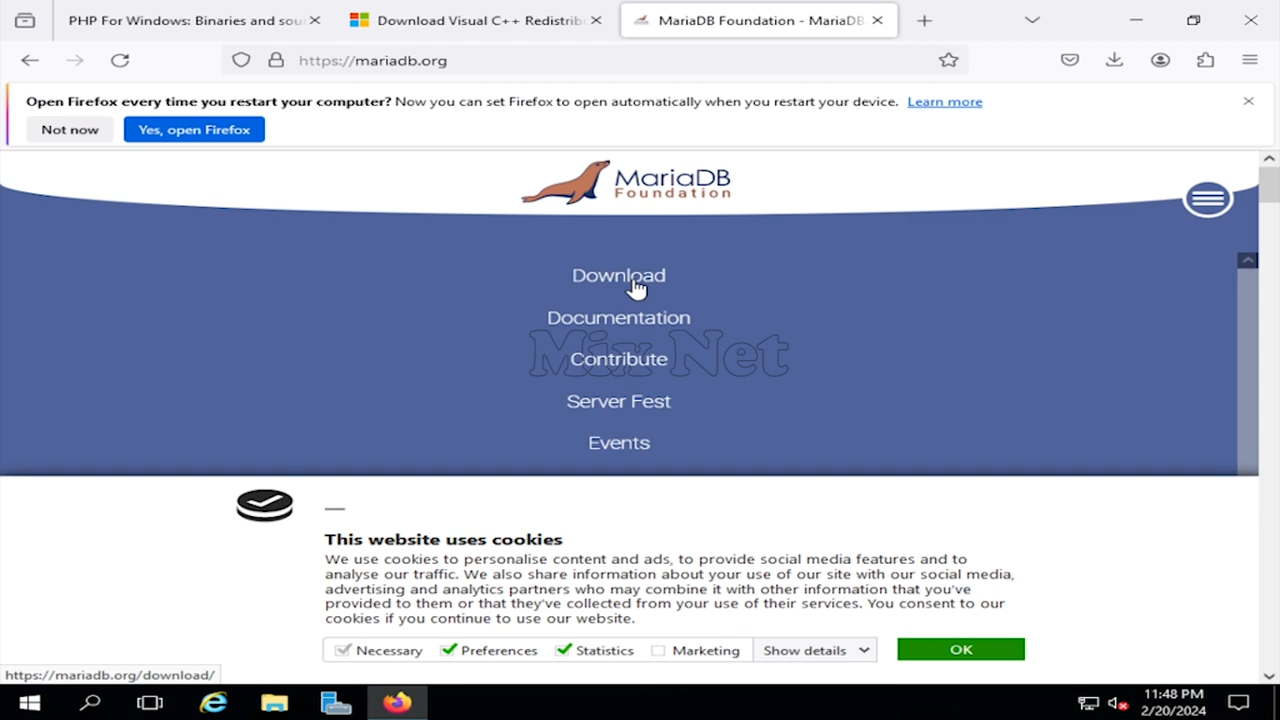 PHP For Windows: Binaries and sou
Download Visual C++ Redistrib
MariaDB Foundation - MariaDB
https://mariadb.org
Open Firefox every time you restart your computer? Now you can set Firefox to open automatically when you restart your device. Learn more
Not now
Yes, open Firefox
MariaDB
Foundation
Download
Documentation
Mix Net
Contribute
Server Fest
Events
This website uses cookies
We use cookies to personalise content and ads, to provide social media features and to
analyse our traffic. We also share information about your use of our site with our social media,
advertising and analytics partners who may combine it with other information that you've
provided to them or that they've collected from your use of their services. You consent to our
cookies if you continue to use our website.
Necessary Preferences Statistics Marketing Show details OK
https://mariadb.org/download/
11:48 PM
2/20/2024